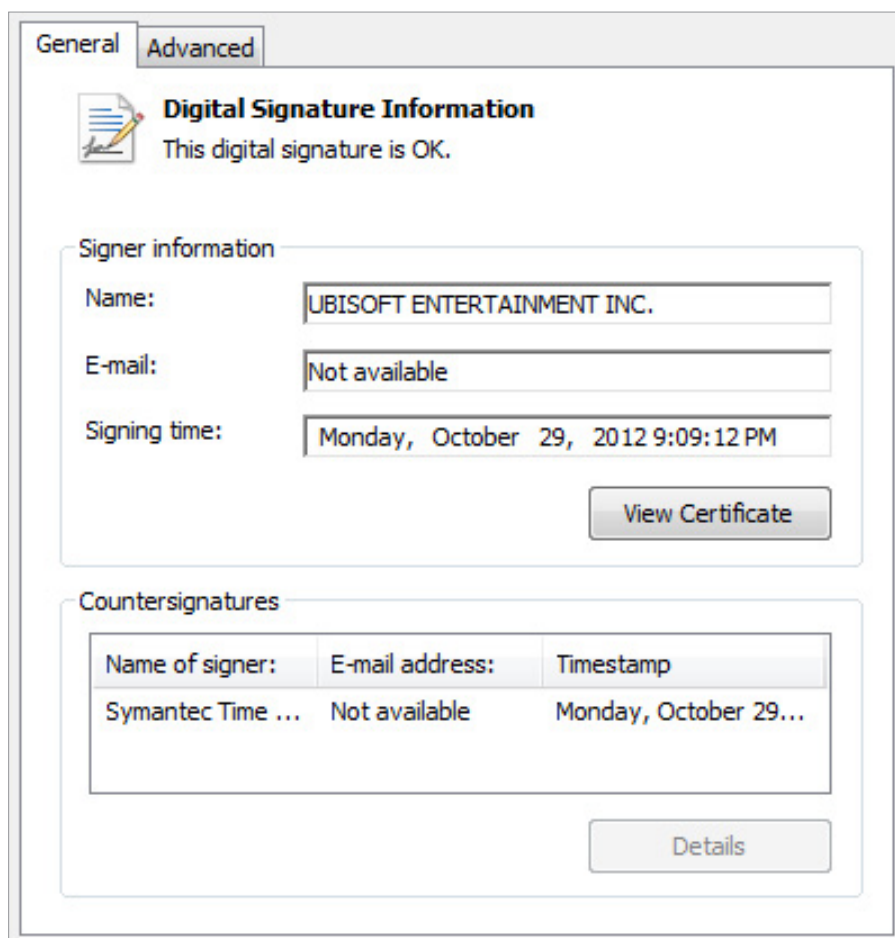 General Advanced
Digital Signature Information
This digital signature is OK.
Signer information
Name: UBISOFT ENTERTAINMENT INC.
E-mail: Not available
Signing time: Monday, October 29, 2012 9:09:12 PM
View Certificate
Countersignatures
Name of signer: E-mail address: Timestamp
Symantec Time ... Not available Monday, October 29...
Details